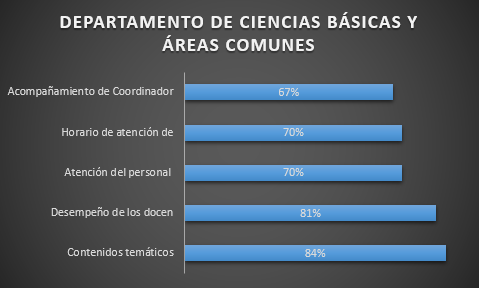 DEPARTAMENTO DE CIENCIAS BÁSICAS Y
ÁREAS COMUNES
Acompañamiento de Coordinador
67%
Horario de atención de
70%
Atención del personal
70%
Desempeño de los docen
81%
Contenidos temáticos
84%